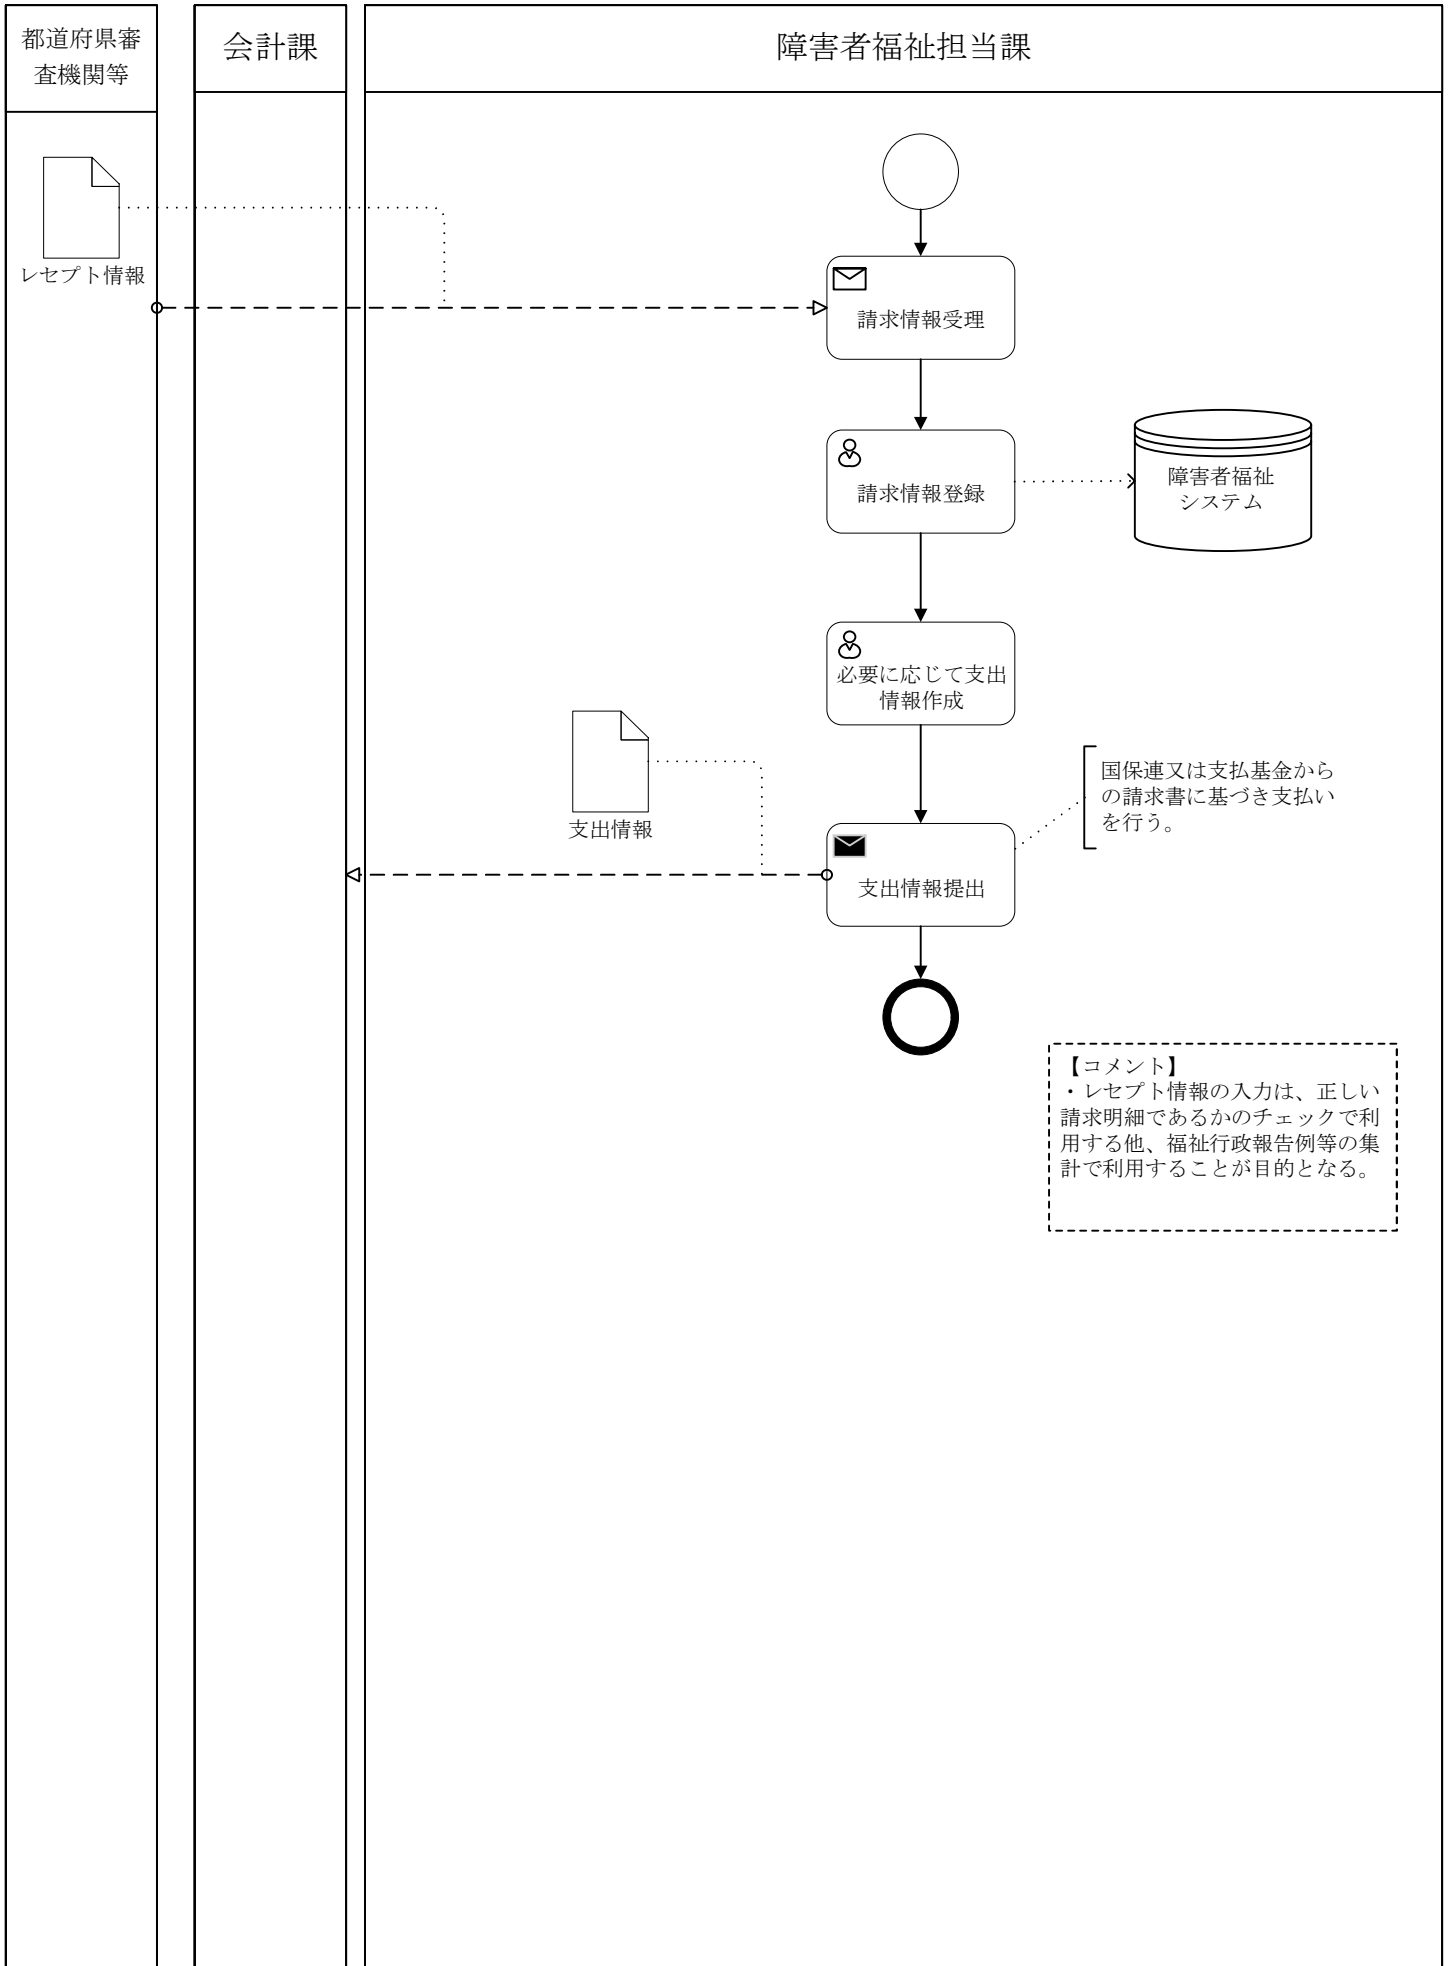 都道府県審
査機関等
会計課
障害者福祉担当課
レセプト情報
請求情報受理
請求情報登録
障害者福祉
システム
必要に応じて支出
情報作成
支出情報
国保連又は支払基金から
の請求書に基づき支払い
を行う。
支出情報提出
【コメント】
・レセプト情報の入力は、正しい
請求明細であるかのチェックで利
用する他、福祉行政報告例等の集
計で利用することが目的となる。